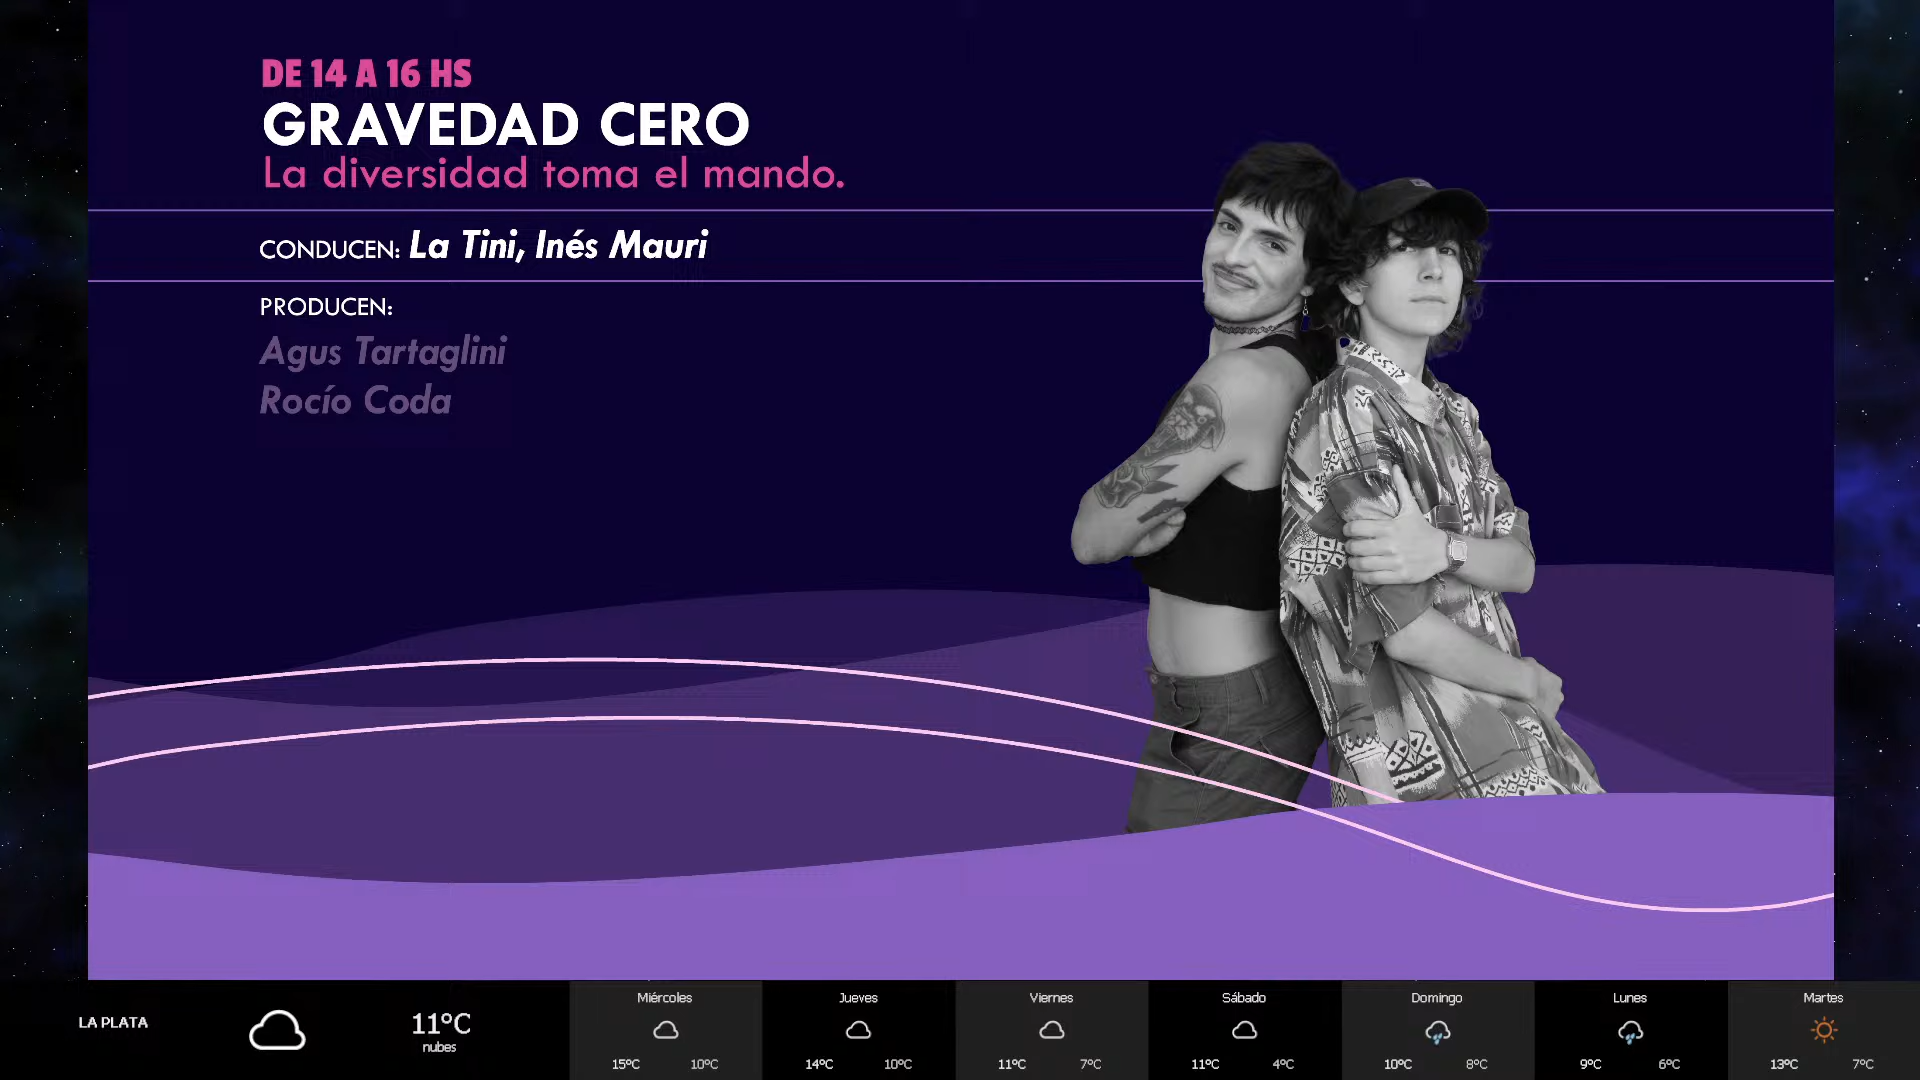 DE 14 A 16 HS
GRAVEDAD CERO
La diversidad toma el mando.
CONDUCEN: La Tini, Inés Mauri
PRODUCEN:
Agus Tartaglini
Rocío Coda
LA PLATA
11°C
nubes
Miércoles
15°C 10°C
Jueves
14°C 10°C
Viernes
11°C 7°C
Sábado
11°C 4°C
Domingo
10°C 8°C
Lunes
9°C 6°C
Martes
13°C 7°C